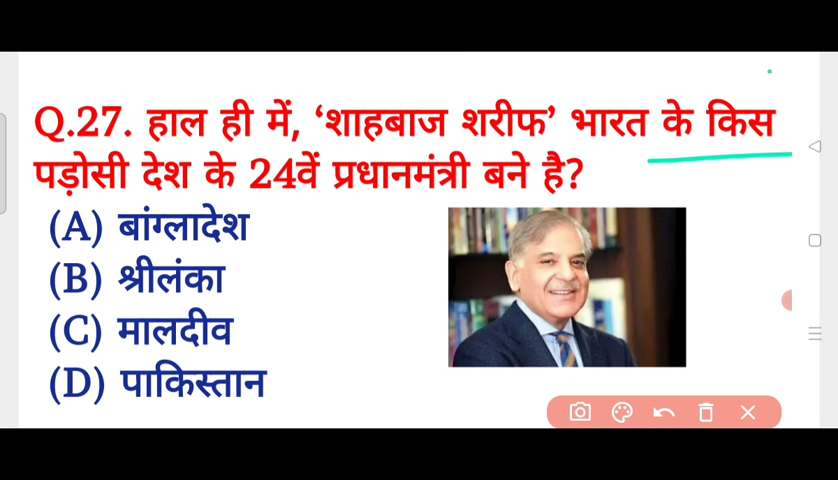 Q.27. हाल ही में, ‘शाहबाज शरीफ’ भारत के किस
पड़ोसी देश के 24वें प्रधानमंत्री बने है?
(A) बांग्लादेश
(B) श्रीलंका
(C) मालदीव
(D) पाकिस्तान